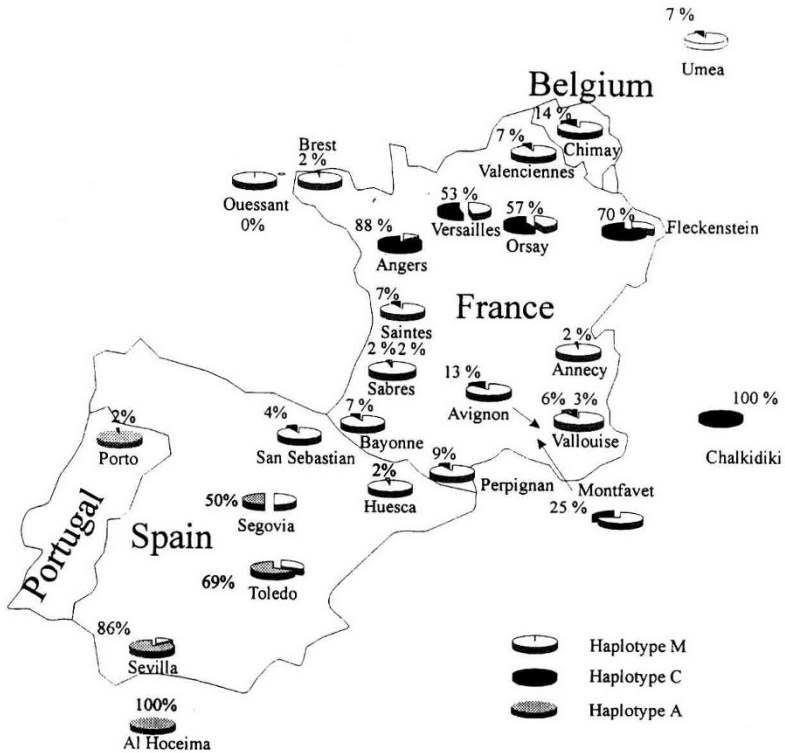 7 %
Umea
Belgium
14 %
Chimay
7 %
Valenciennes
Brest
2 %
Ouessant
0%
53 %
Versailles
57 %
Orsay
70 %
Fleckenstein
88 %
Angers
France
7%
Saintes
2 %
Annecy
2 % 2 %
Sabres
13 %
Avignon
6% 3%
Vallouise
100 %
Chalkidiki
2%
Porto
4%
San Sebastian
7 %
Bayonne
9%
Perpignan
2%
Huesca
Montfavet
25 %
50%
Segovia
Portugal
Spain
69%
Toledo
86%
Sevilla
100%
Al Hoceima
Haplotype M
Haplotype C
Haplotype A